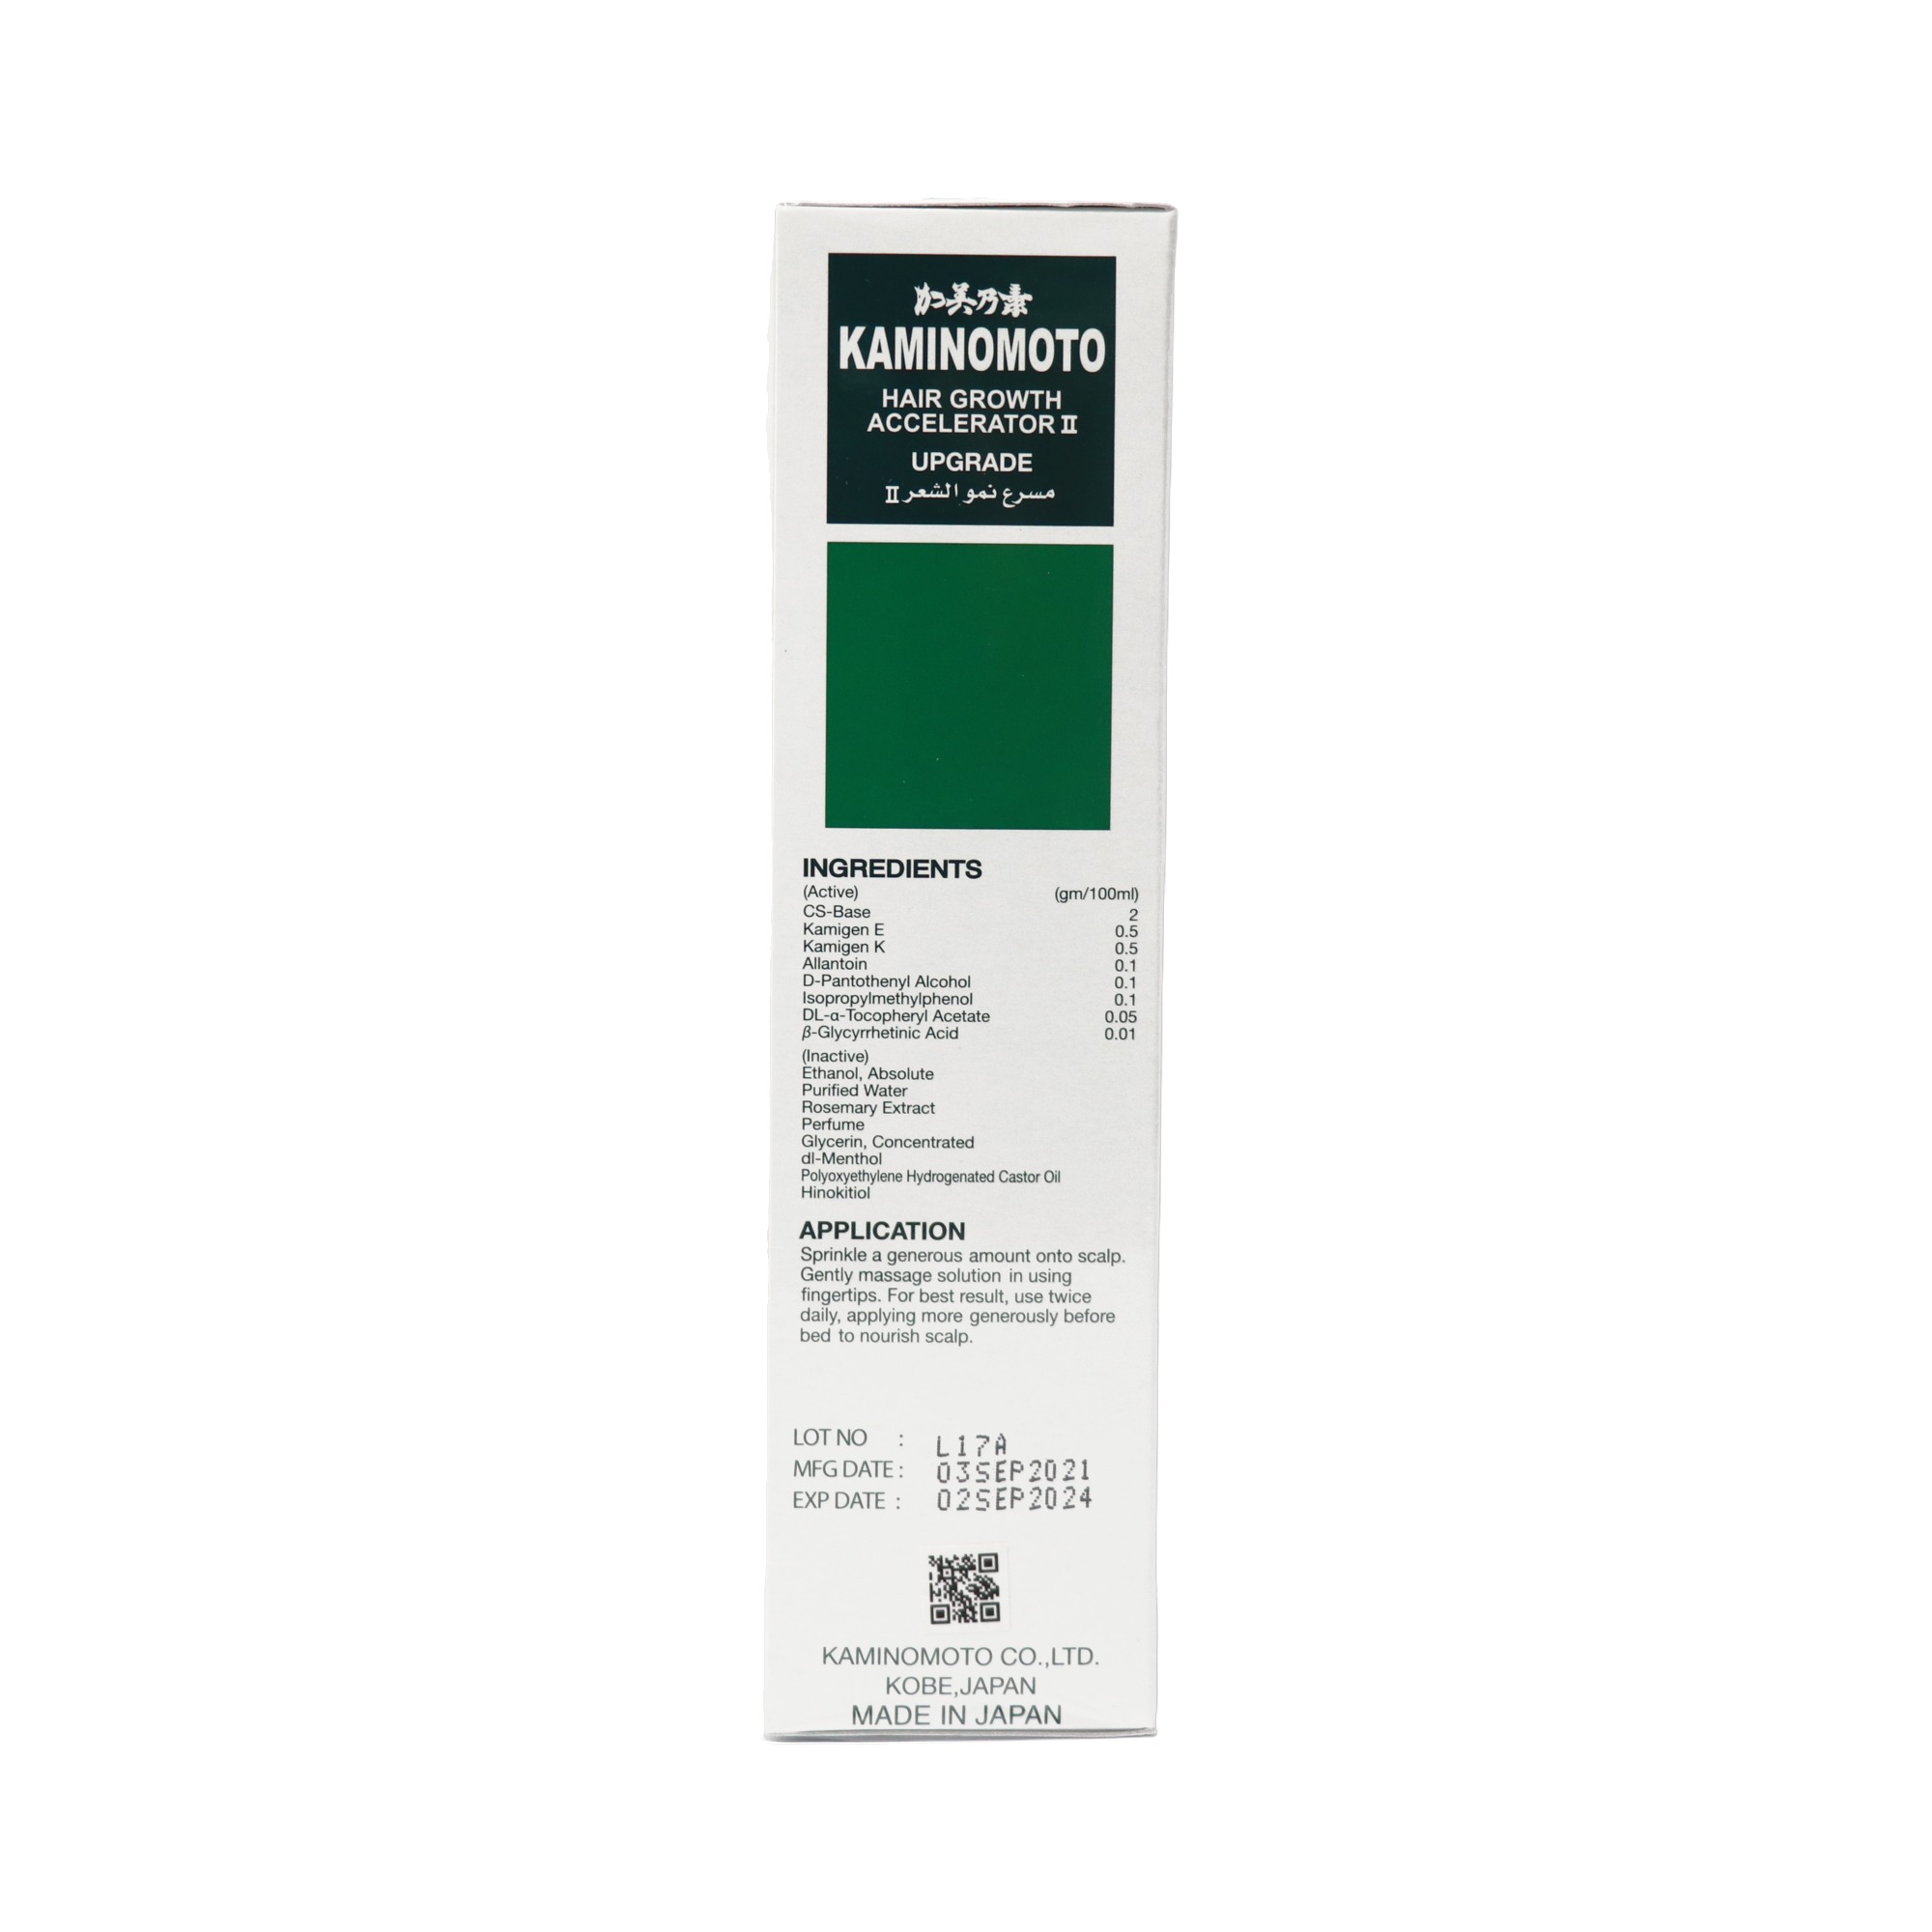 加美乃素
KAMINOMOTO
HAIR GROWTH
ACCELERATOR II
UPGRADE
مسرع نمو الشعر II
INGREDIENTS
(Active) (gm/100ml)
CS-Base 2
Kamigen E 0.5
Kamigen K 0.5
Allantoin 0.1
D-Pantothenyl Alcohol 0.1
Isopropylmethylphenol 0.1
DL-α-Tocopheryl Acetate 0.05
β-Glycyrrhetinic Acid 0.01
(Inactive)
Ethanol, Absolute
Purified Water
Rosemary Extract
Perfume
Glycerin, Concentrated
dl-Menthol
Polyoxyethylene Hydrogenated Castor Oil
Hinokitiol
APPLICATION
Sprinkle a generous amount onto scalp.
Gently massage solution in using
fingertips. For best result, use twice
daily, applying more generously before
bed to nourish scalp.
LOT NO : L17A
MFG DATE : 03SEP2021
EXP DATE : 02SEP2024
KAMINOMOTO CO.,LTD.
KOBE,JAPAN
MADE IN JAPAN